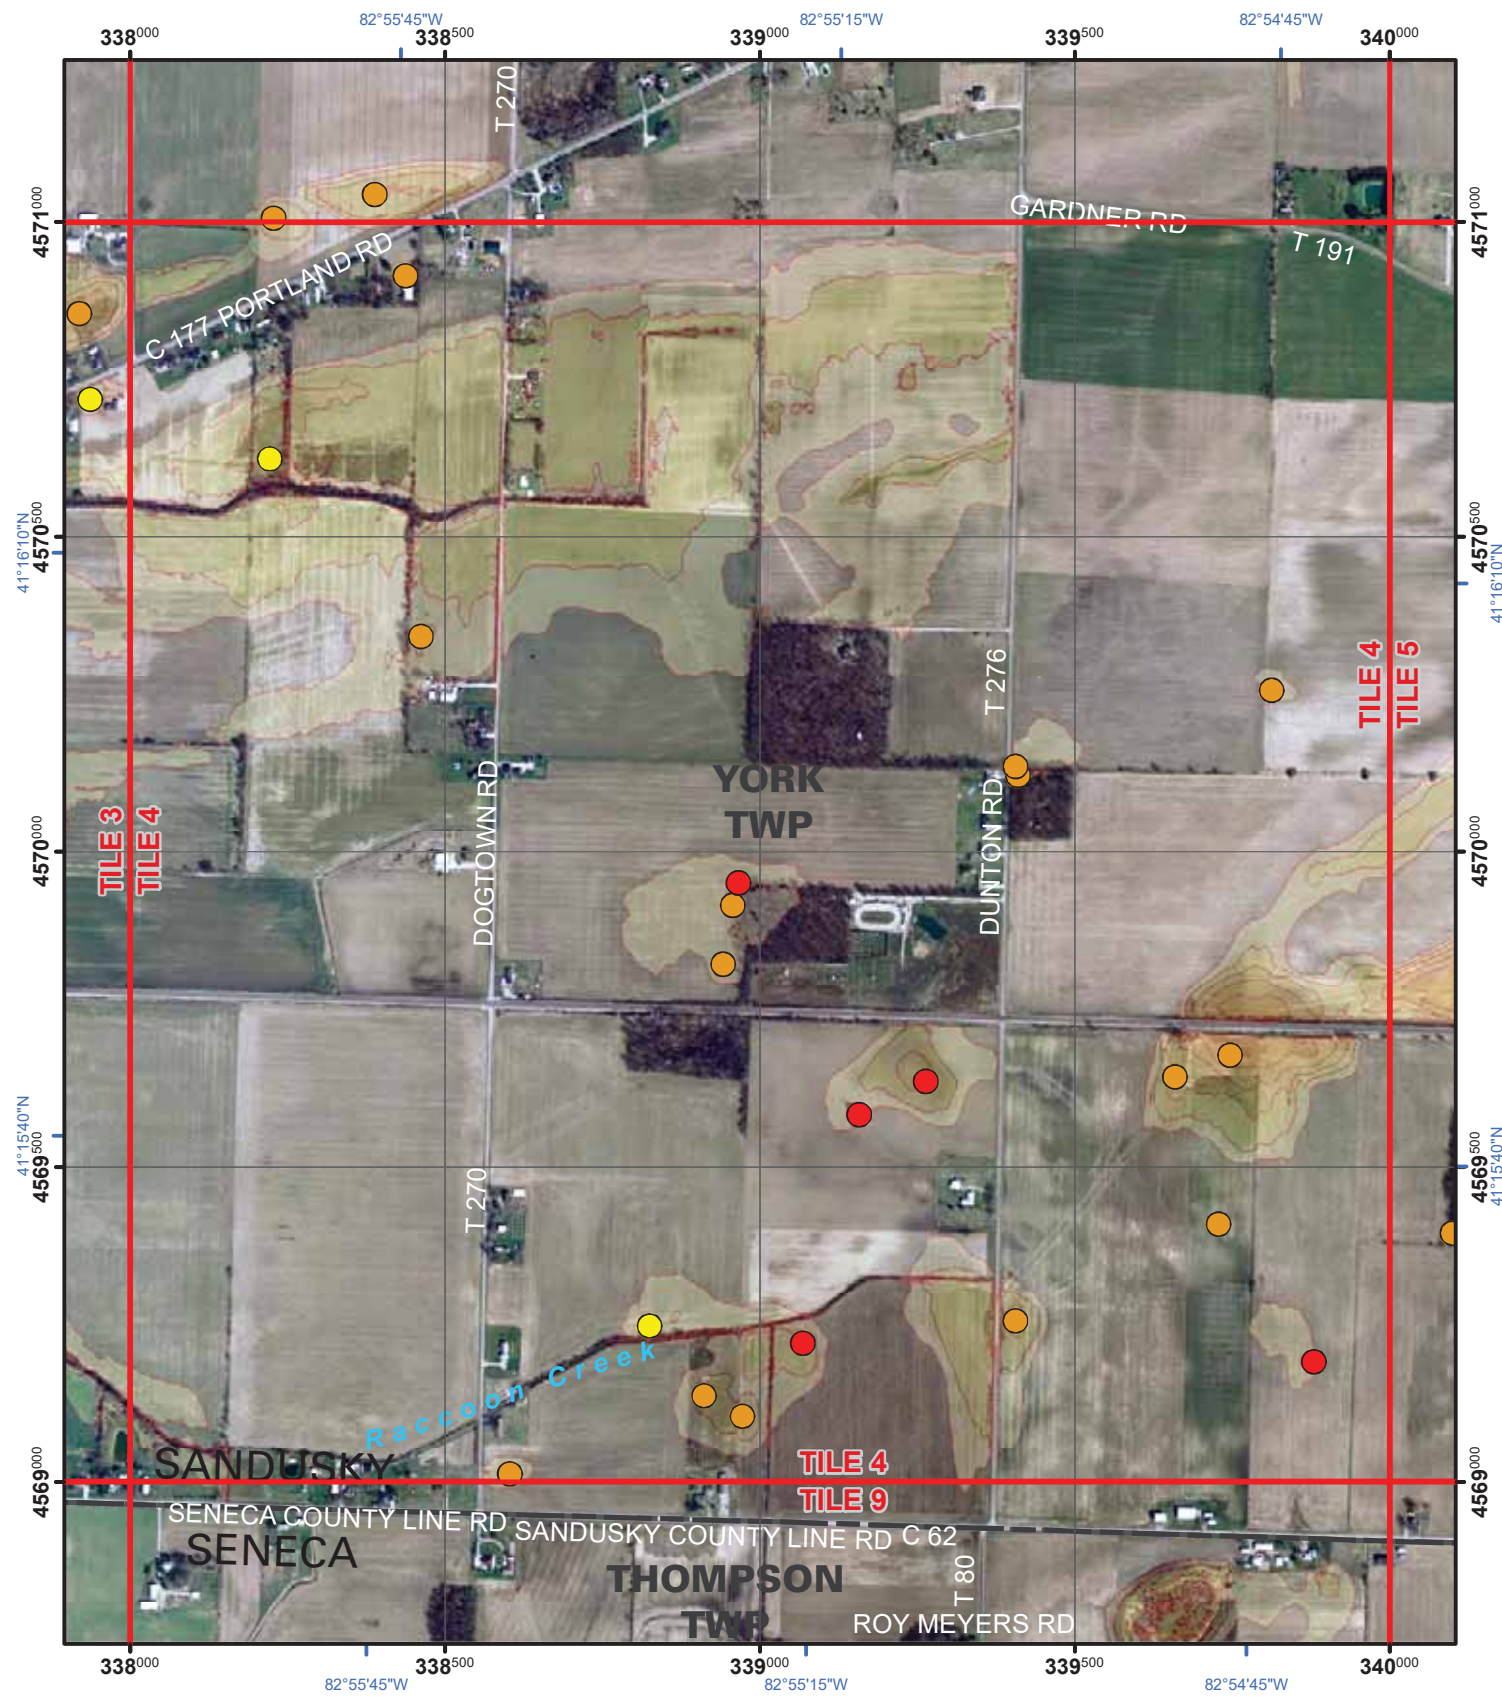 82°55'45"W 82°55'15"W 82°54'45"W
338000 338500 339000 339500 340000
T 270
4571000 GARDNER RD 4571000
T 191
C 177 PORTLAND RD
4570500 4570500
41°16'10"N 41°16'10"N
T 276
TILE 4
TILE 5
YORK
TWP
TILE 3
TILE 4
DOGTOWN RD
DUNTON RD
4570000 4570000
41°15'40"N 41°15'40"N
4569500 4569500
T 270
Raccoon Creek
SANDUSKY
TILE 4
4569000 4569000
TILE 9
SENECA COUNTY LINE RD
SANDUSKY COUNTY LINE RD C 62
SENECA
THOMPSON
TWP
T 80
ROY MEYERS RD
338000 338500 339000 339500 340000
82°55'45"W 82°55'15"W 82°54'45"W